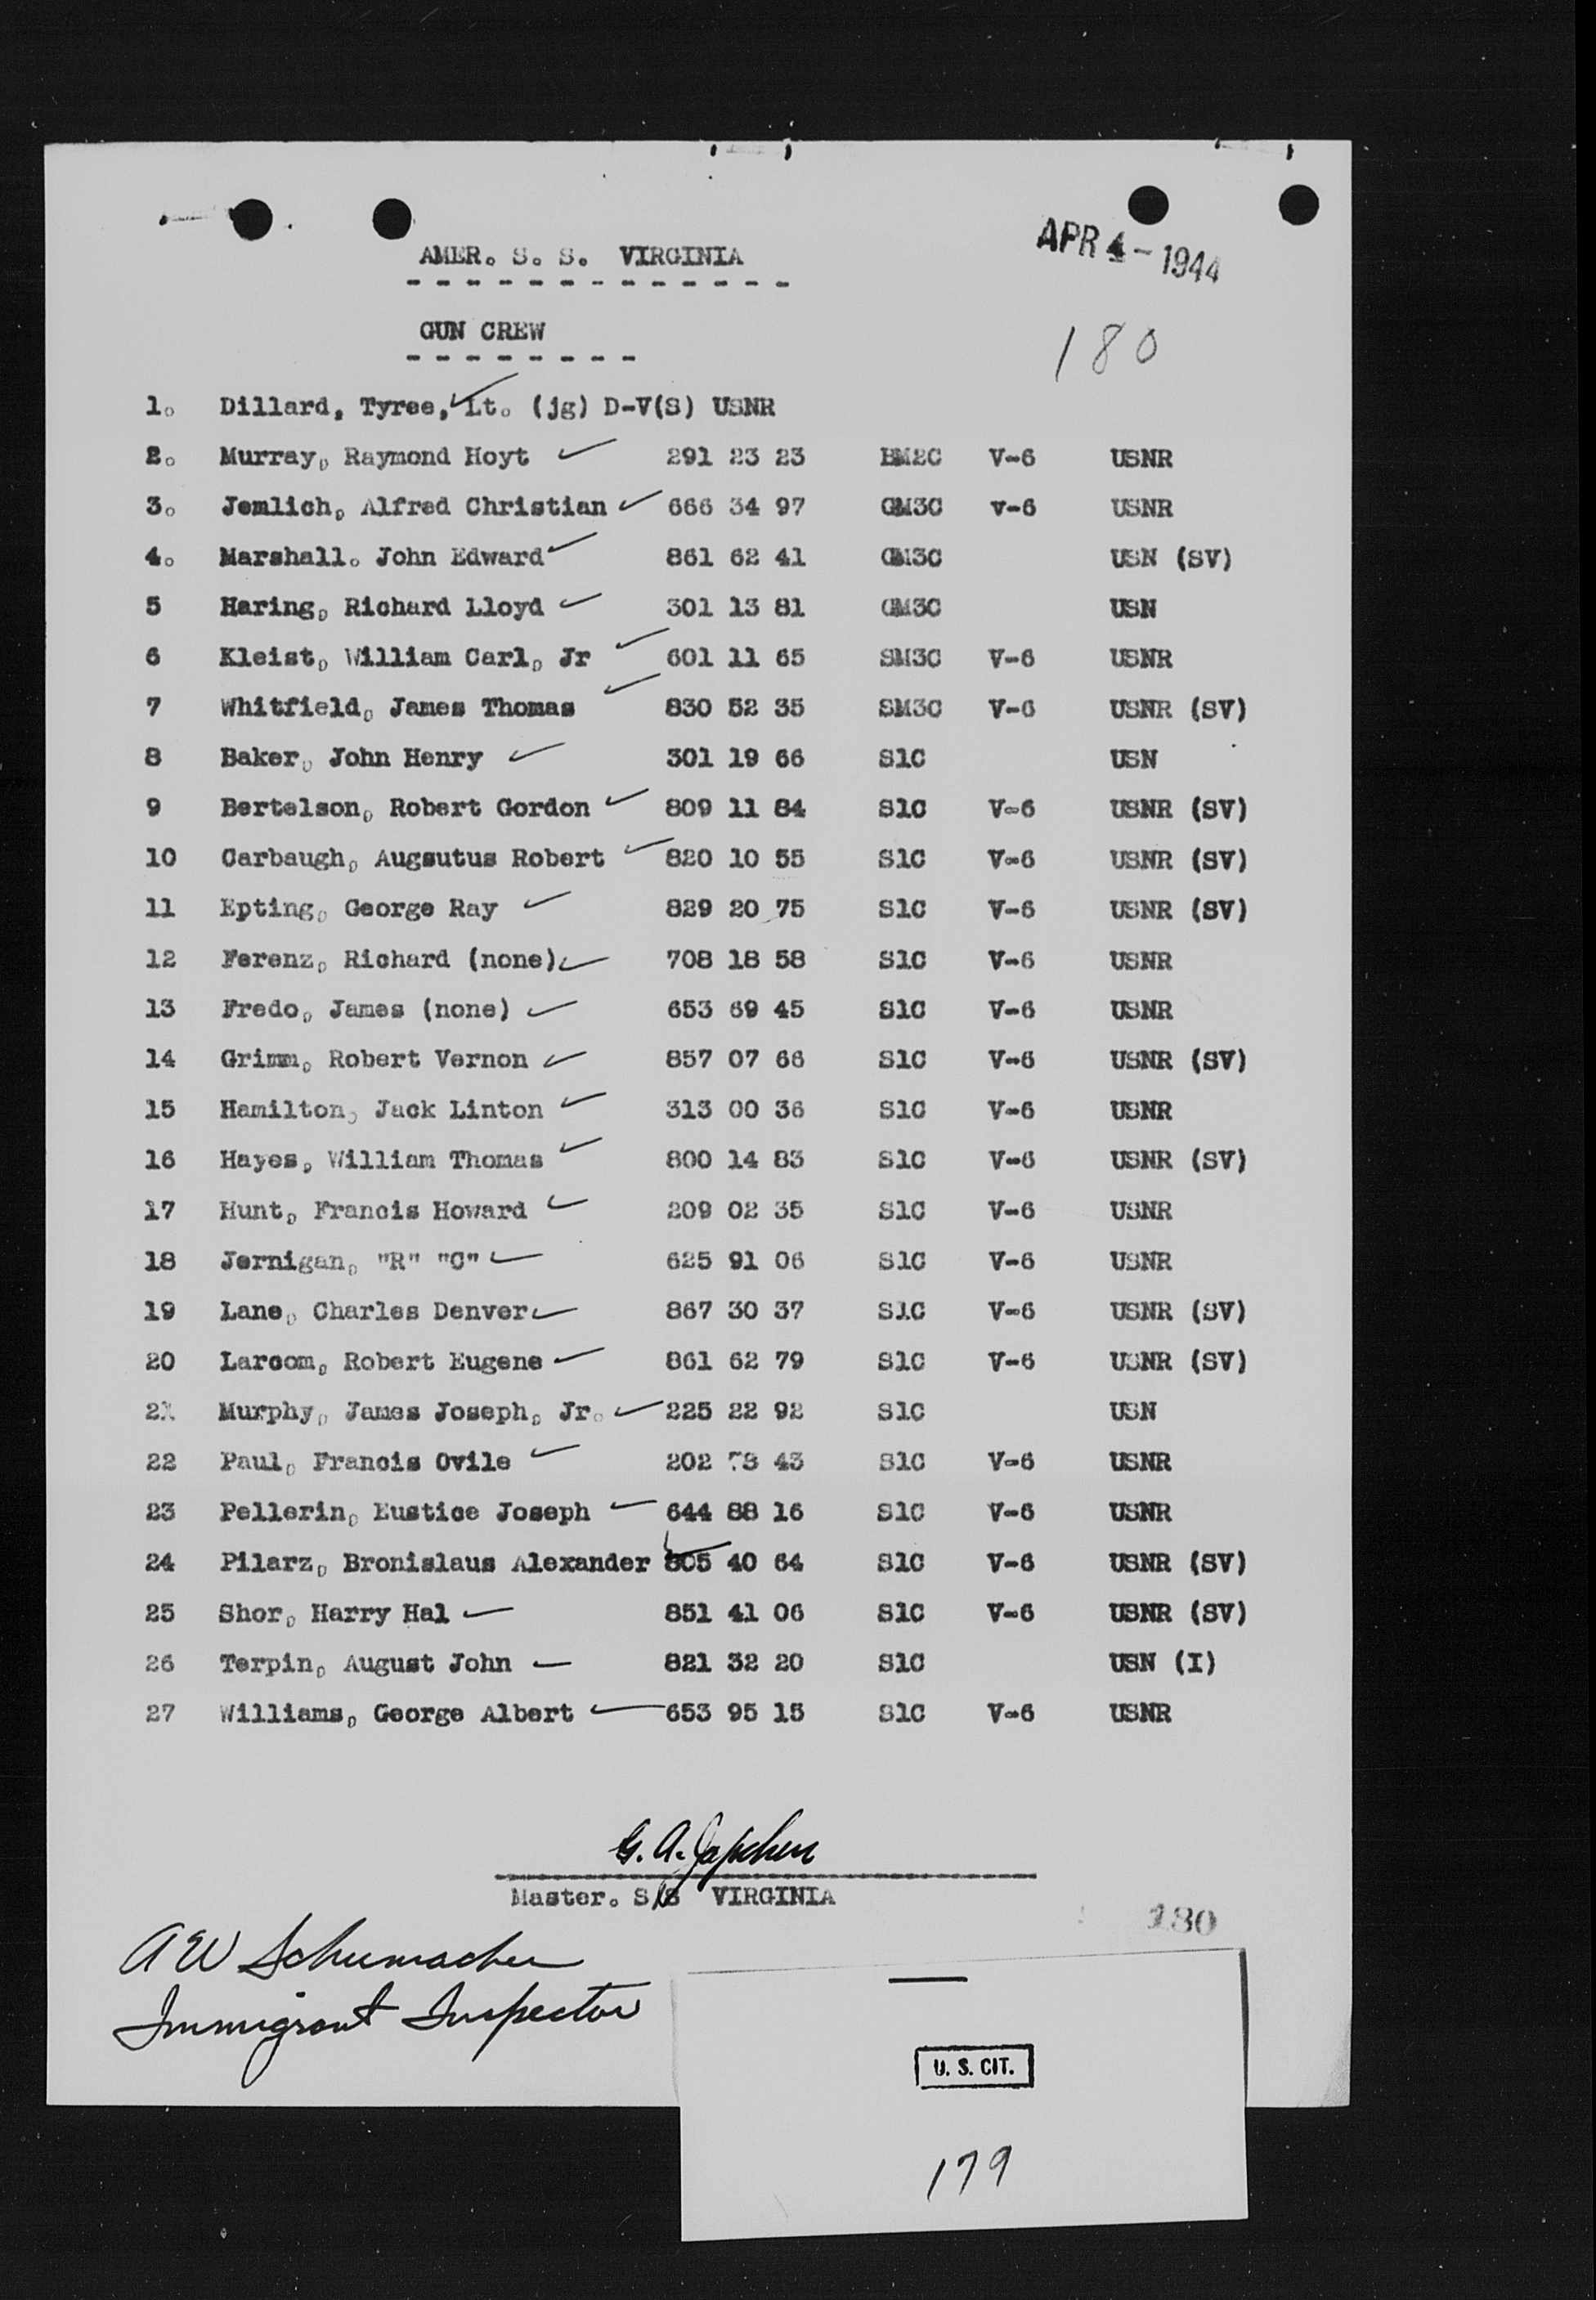 APR 4 - 1944
AMER. S. S. VIRGINIA
180
GUN CREW
1. Dillard, Tyree, Lt. (jg) D-V(S) USNR
2. Murray, Raymond Hoyt 291 23 23 BM2C V-6 USNR
3. Jemlich, Alfred Christian 666 34 97 GM3C v-6 USNR
4. Marshall. John Edward 861 62 41 GM3C USN (SV)
5 Haring, Richard Lloyd 301 13 81 GM3C USN
6 Kleist, William Carl, Jr 601 11 65 SM3C V-6 USNR
7 Whitfield, James Thomas 830 52 35 SM3C V-6 USNR (SV)
8 Baker, John Henry 301 19 66 S1C USN
9 Bertelson, Robert Gordon 809 11 84 S1C V-6 USNR (SV)
10 Carbaugh, Augsutus Robert 820 10 55 S1C V-6 USNR (SV)
11 Epting, George Ray 829 20 75 S1C V-6 USNR (SV)
12 Ferenz, Richard (none) 708 18 58 S1C V-6 USNR
13 Fredo, James (none) 653 69 45 S1C V-6 USNR
14 Grimm, Robert Vernon 857 07 66 S1C V-6 USNR (SV)
15 Hamilton, Jack Linton 313 00 36 S1C V-6 USNR
16 Hayes, William Thomas 800 14 83 S1C V-6 USNR (SV)
17 Hunt, Francis Howard 209 02 35 S1C V-6 USNR
18 Jernigan, "R" "C" 625 91 06 S1C V-6 USNR
19 Lane, Charles Denver 867 30 37 S1C V-6 USNR (SV)
20 Larcom, Robert Eugene 861 62 79 S1C V-6 USNR (SV)
21 Murphy, James Joseph, Jr. 225 22 92 S1C USN
22 Paul, Francis Ovile 202 43 S1C V-6 USNR
23 Pellerin, Eustice Joseph 644 88 16 S1C V-6 USNR
24 Pilarz, Bronislaus Alexander 805 40 64 S1C V-6 USNR (SV)
25 Shor, Harry Hal 851 41 06 S1C V-6 USNR (SV)
26 Terpin, August John 821 32 20 S1C USN (I)
27 Williams, George Albert 653 95 15 S1C V-6 USNR
G. A.
Master. S/S VIRGINIA
180
A W Schumacher
Immigrant Inspector
U. S. CIT.
179